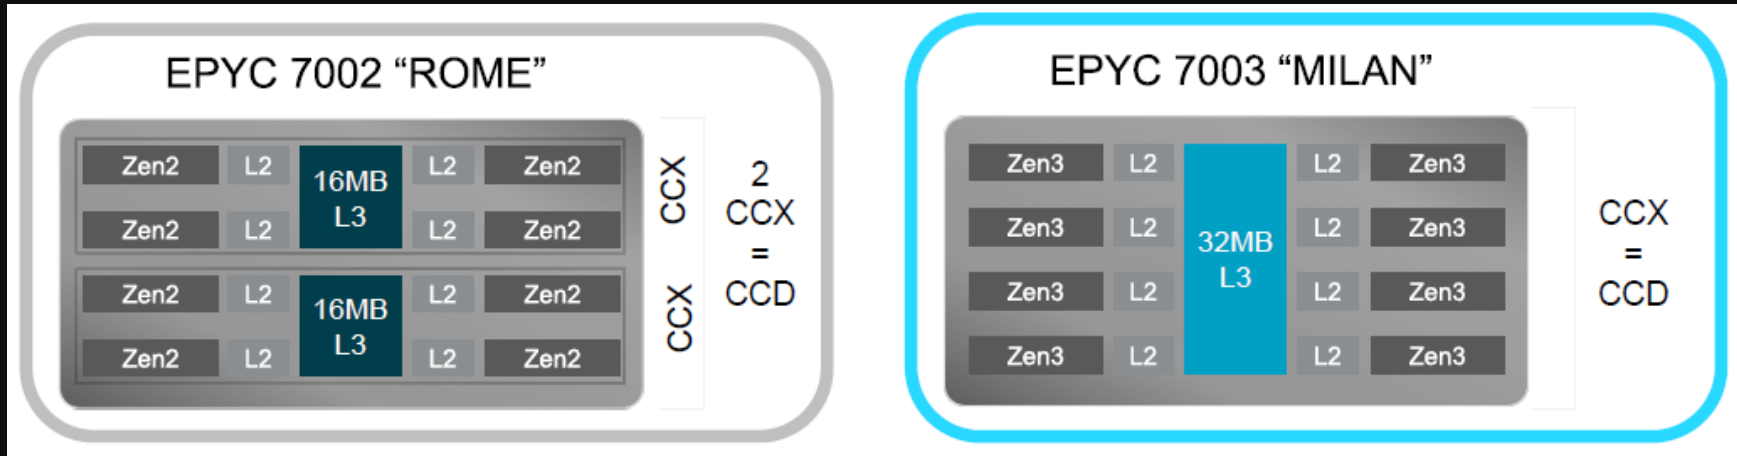 EPYC 7002 “ROME”
Zen2 L2 16MB L3 L2 Zen2
Zen2 L2 L2 Zen2
CCX
Zen2 L2 16MB L3 L2 Zen2
Zen2 L2 L2 Zen2
CCX
2
CCX
=
CCD
EPYC 7003 “MILAN”
Zen3 L2 L2 Zen3
Zen3 L2 32MB L3 L2 Zen3
Zen3 L2 L2 Zen3
Zen3 L2 L2 Zen3
CCX
=
CCD